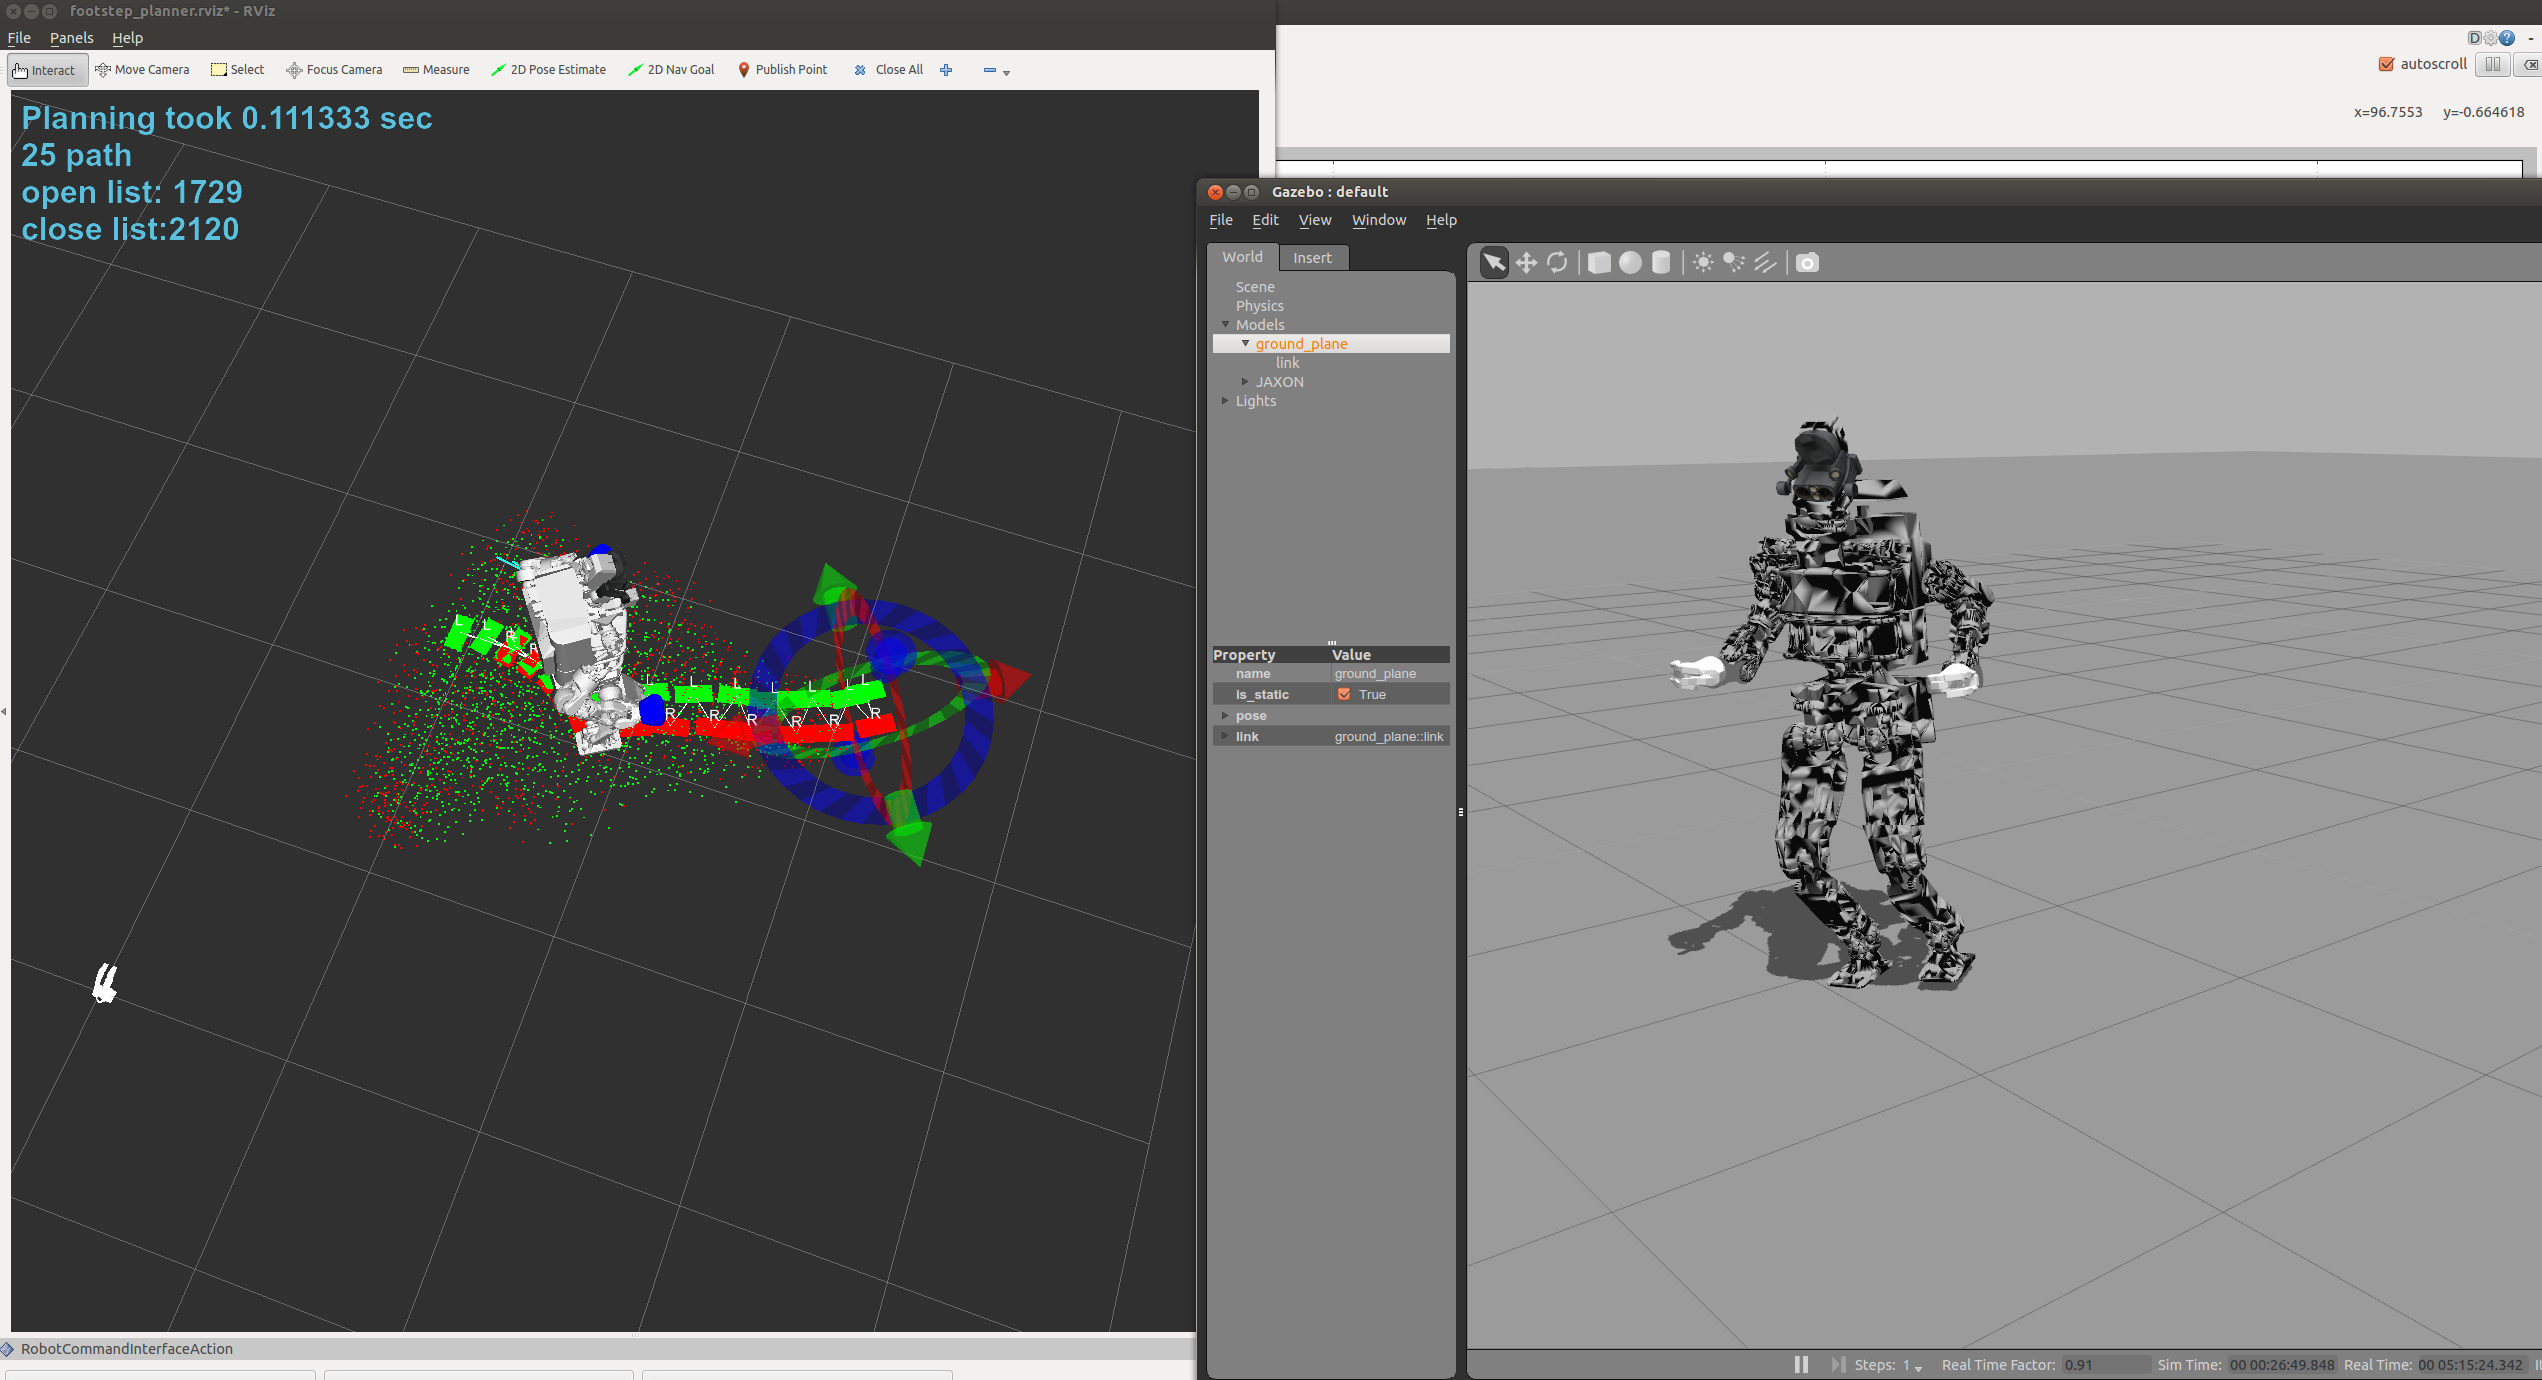 footstep_planner.rviz* - RViz
File Panels Help
Interact Move Camera Select Focus Camera Measure 2D Pose Estimate 2D Nav Goal Publish Point Close All
Planning took 0.111333 sec
25 path
open list: 1729
close list:2120
L L R R
L L L L L L L
R R R R R R
RobotCommandInterfaceAction
D ?
autoscroll
x=96.7553 y=-0.664618
Gazebo : default
File Edit View Window Help
World Insert
Scene
Physics
Models
ground_plane
link
JAXON
Lights
Property Value
name ground_plane
is_static True
pose
link ground_plane::link
Steps: 1 Real Time Factor: 0.91 Sim Time: 00 00:26:49.848 Real Time: 00 05:15:24.342